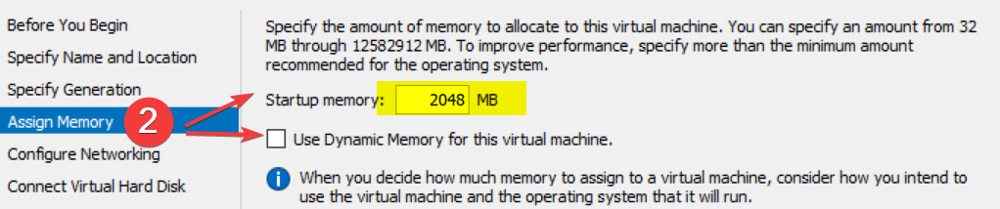 Before You Begin
Specify Name and Location
Specify Generation
Assign Memory
2
Configure Networking
Connect Virtual Hard Disk
Specify the amount of memory to allocate to this virtual machine. You can specify an amount from 32
MB through 12582912 MB. To improve performance, specify more than the minimum amount
recommended for the operating system.
Startup memory: 2048 MB
Use Dynamic Memory for this virtual machine.
When you decide how much memory to assign to a virtual machine, consider how you intend to
use the virtual machine and the operating system that it will run.